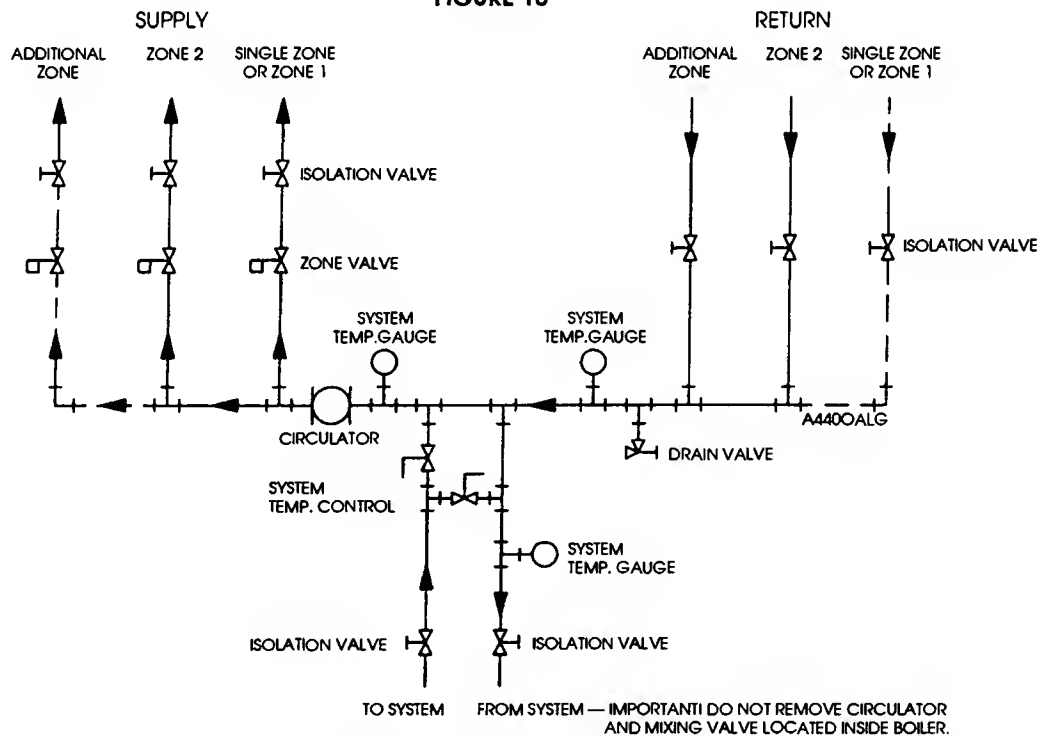 FIGURE 10
SUPPLY
RETURN
ADDITIONAL
ZONE
ZONE 2
SINGLE ZONE
OR ZONE 1
ADDITIONAL
ZONE
ZONE 2
SINGLE ZONE
OR ZONE 1
ISOLATION VALVE
ISOLATION VALVE
ZONE VALVE
SYSTEM
TEMP.GAUGE
SYSTEM
TEMP.GAUGE
A4400ALG
CIRCULATOR
DRAIN VALVE
SYSTEM
TEMP. CONTROL
SYSTEM
TEMP. GAUGE
ISOLATION VALVE
ISOLATION VALVE
TO SYSTEM
FROM SYSTEM — IMPORTANTI DO NOT REMOVE CIRCULATOR
AND MIXING VALVE LOCATED INSIDE BOILER.